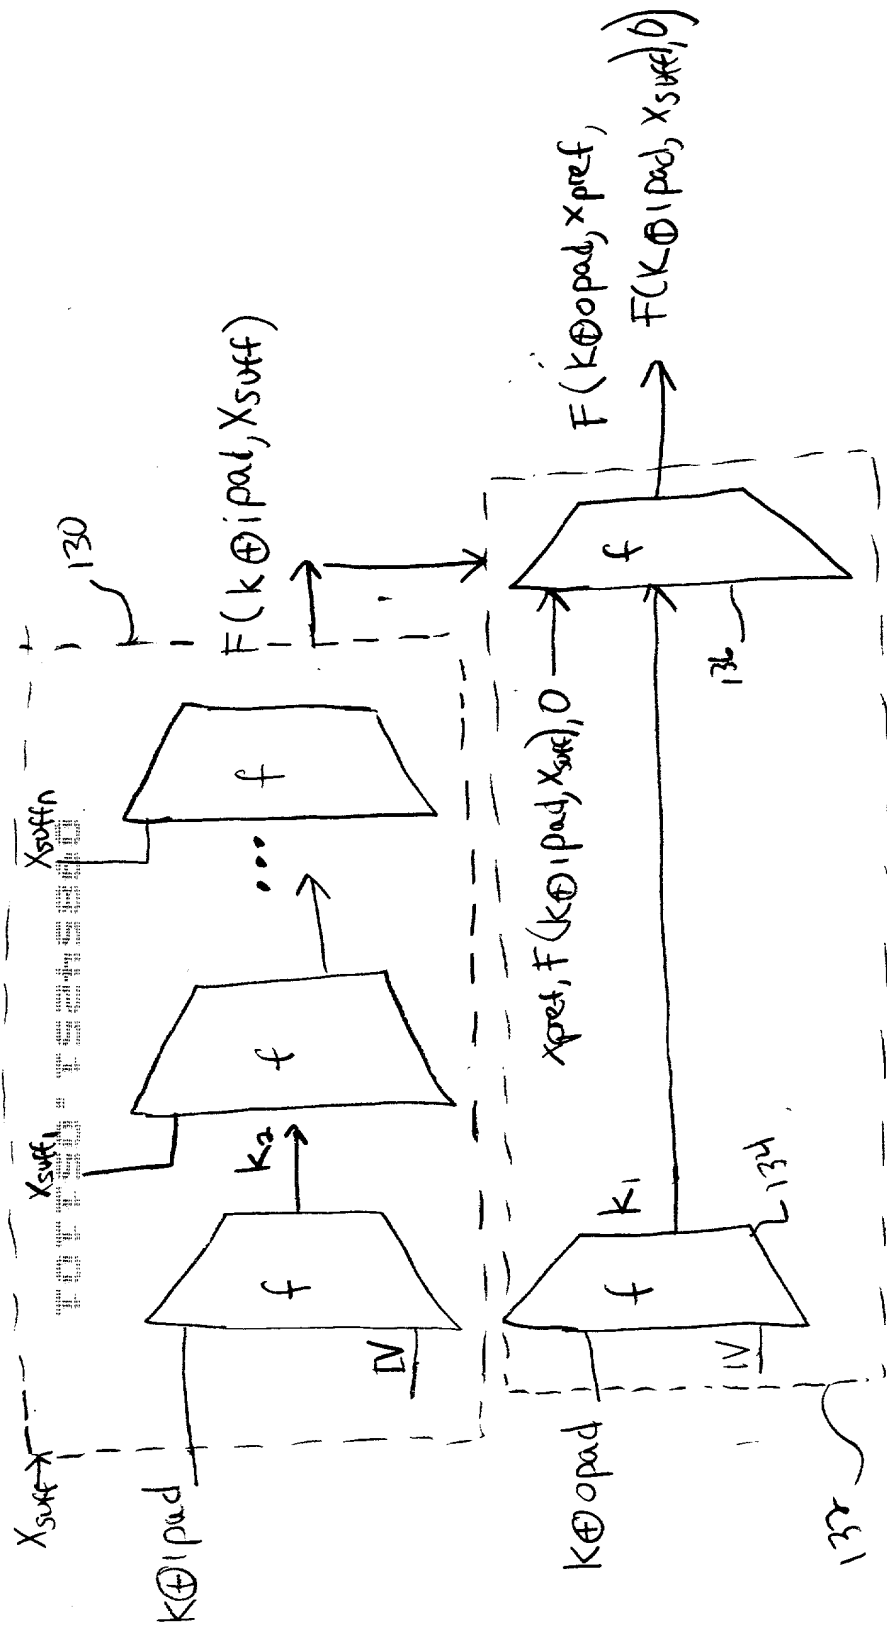 Xsuff
K⊕ipad
IV
f
k₂
Xsuff₁
f
...
Xsuffn
f
130
F(k⊕ipad, Xsuff)
K⊕opad
IV
f
134
k₁
xpref, F(k⊕ipad, Xsuff), 0
f
136
132
F(K⊕opad, xpref,
F(K⊕ipad, Xsuff), 0)